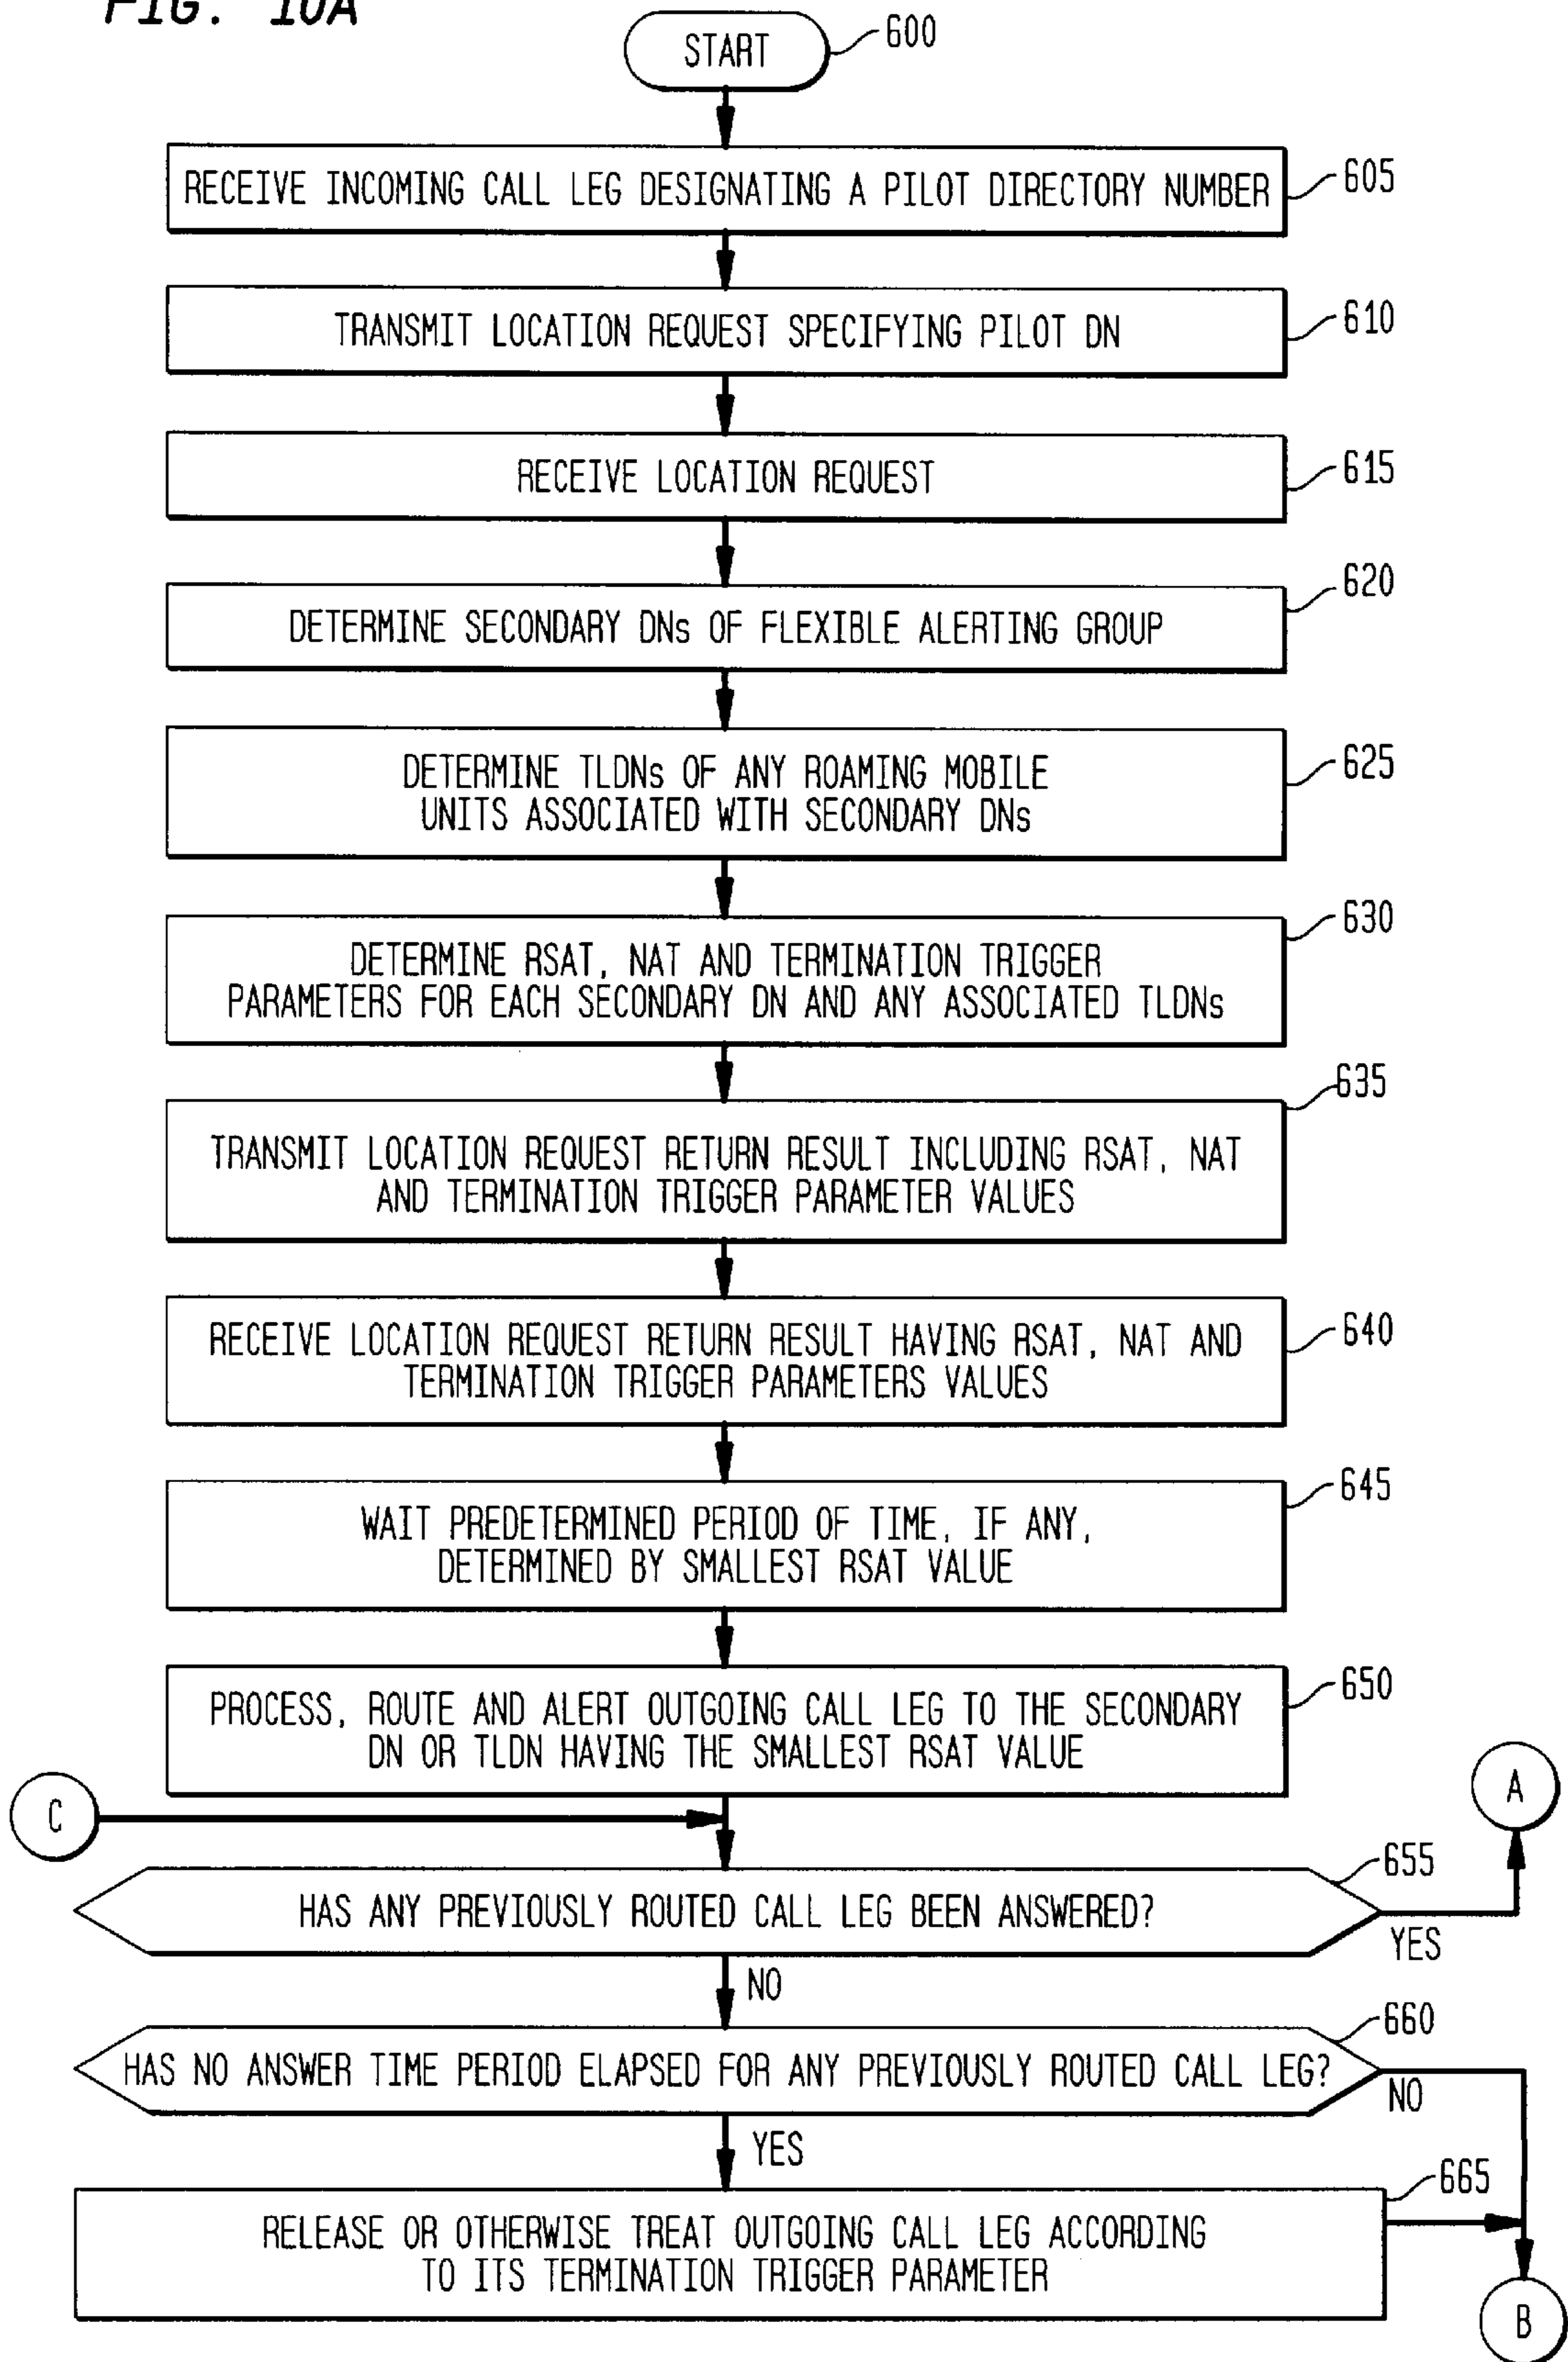 FIG. 10A
START
600
RECEIVE INCOMING CALL LEG DESIGNATING A PILOT DIRECTORY NUMBER
605
TRANSMIT LOCATION REQUEST SPECIFYING PILOT DN
610
RECEIVE LOCATION REQUEST
615
DETERMINE SECONDARY DNs OF FLEXIBLE ALERTING GROUP
620
DETERMINE TLDNs OF ANY ROAMING MOBILE
UNITS ASSOCIATED WITH SECONDARY DNs
625
DETERMINE RSAT, NAT AND TERMINATION TRIGGER
PARAMETERS FOR EACH SECONDARY DN AND ANY ASSOCIATED TLDNs
630
TRANSMIT LOCATION REQUEST RETURN RESULT INCLUDING RSAT, NAT
AND TERMINATION TRIGGER PARAMETER VALUES
635
RECEIVE LOCATION REQUEST RETURN RESULT HAVING RSAT, NAT AND
TERMINATION TRIGGER PARAMETERS VALUES
640
WAIT PREDETERMINED PERIOD OF TIME, IF ANY,
DETERMINED BY SMALLEST RSAT VALUE
645
PROCESS, ROUTE AND ALERT OUTGOING CALL LEG TO THE SECONDARY
DN OR TLDN HAVING THE SMALLEST RSAT VALUE
650
A
C
HAS ANY PREVIOUSLY ROUTED CALL LEG BEEN ANSWERED?
655
YES
NO
HAS NO ANSWER TIME PERIOD ELAPSED FOR ANY PREVIOUSLY ROUTED CALL LEG?
660
NO
YES
RELEASE OR OTHERWISE TREAT OUTGOING CALL LEG ACCORDING
TO ITS TERMINATION TRIGGER PARAMETER
665
B